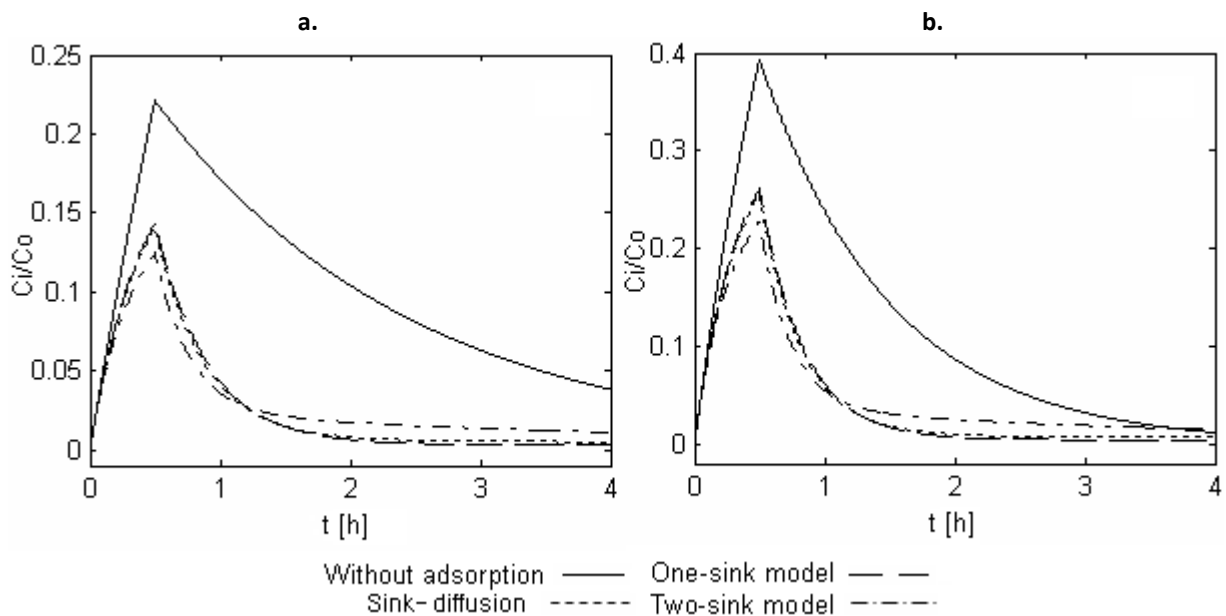 a.
b.
0.25
0.2
0.15
0.1
0.05
0
Ci/Co
0 1 2 3 4
t [h]
0.4
0.3
0.2
0.1
0
Ci/Co
0 1 2 3 4
t [h]
Without adsorption
One-sink model
Sink-diffusion
Two-sink model